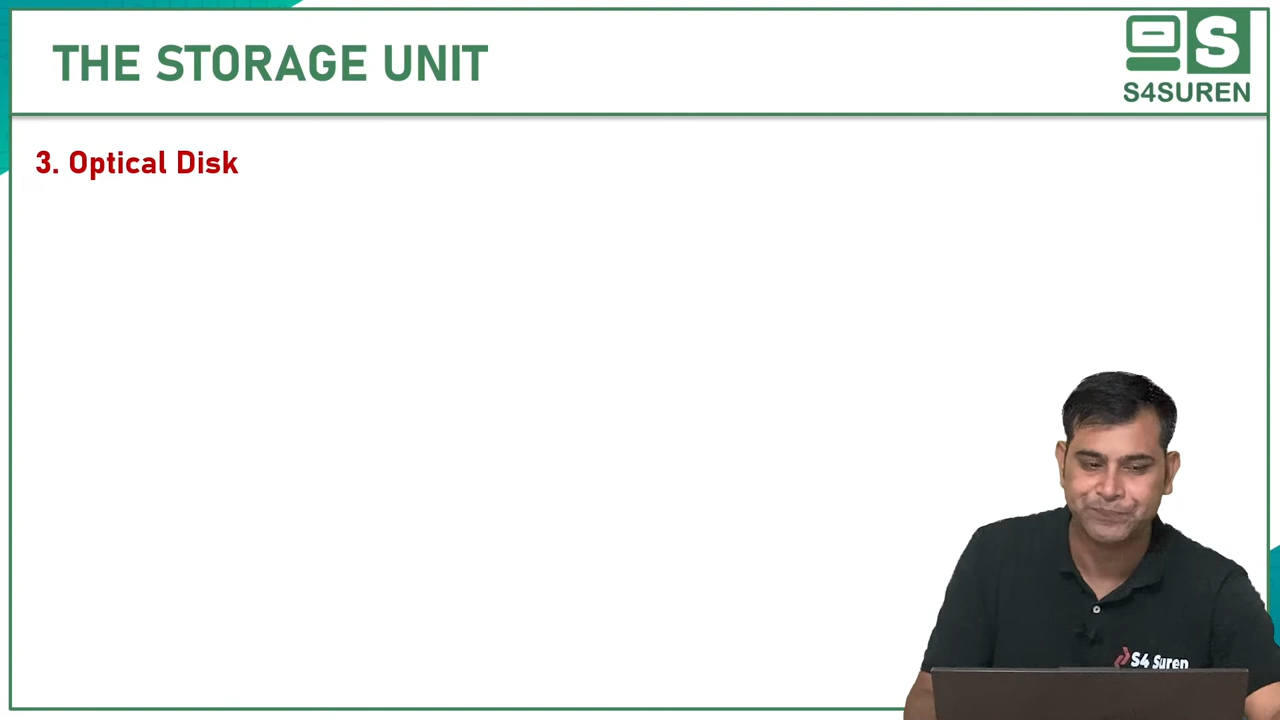 THE STORAGE UNIT
S
S4SUREN
3. Optical Disk
S4 Suren